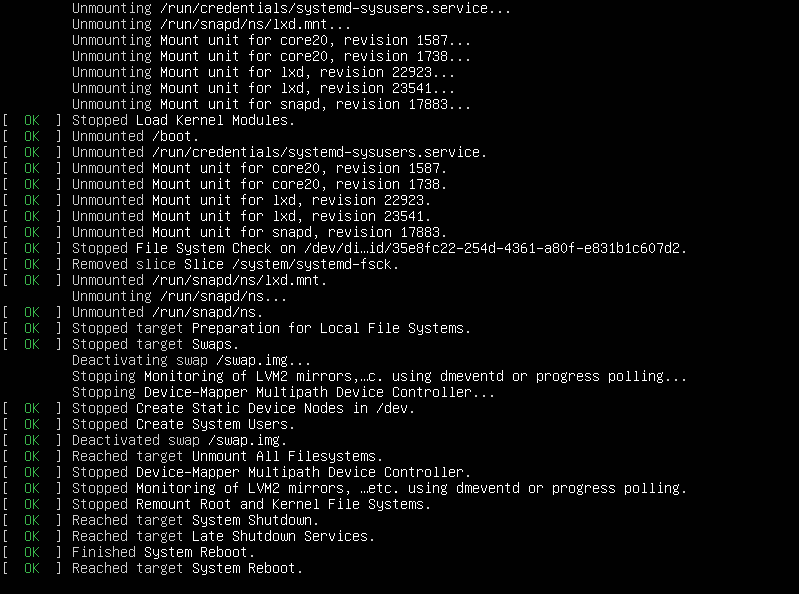 Unmounting /run/credentials/systemd-sysusers.service...
Unmounting /run/snapd/ns/lxd.mnt...
Unmounting Mount unit for core20, revision 1587...
Unmounting Mount unit for core20, revision 1738...
Unmounting Mount unit for lxd, revision 22923...
Unmounting Mount unit for lxd, revision 23541...
Unmounting Mount unit for snapd, revision 17883...
[  OK  ] Stopped Load Kernel Modules.
[  OK  ] Unmounted /boot.
[  OK  ] Unmounted /run/credentials/systemd-sysusers.service.
[  OK  ] Unmounted Mount unit for core20, revision 1587.
[  OK  ] Unmounted Mount unit for core20, revision 1738.
[  OK  ] Unmounted Mount unit for lxd, revision 22923.
[  OK  ] Unmounted Mount unit for lxd, revision 23541.
[  OK  ] Unmounted Mount unit for snapd, revision 17883.
[  OK  ] Stopped File System Check on /dev/di…id/35e8fc22-254d-4361-a80f-e831b1c607d2.
[  OK  ] Removed slice Slice /system/systemd-fsck.
[  OK  ] Unmounted /run/snapd/ns/lxd.mnt.
Unmounting /run/snapd/ns...
[  OK  ] Unmounted /run/snapd/ns.
[  OK  ] Stopped target Preparation for Local File Systems.
[  OK  ] Stopped target Swaps.
Deactivating swap /swap.img...
Stopping Monitoring of LVM2 mirrors,…c. using dmeventd or progress polling...
Stopping Device-Mapper Multipath Device Controller...
[  OK  ] Stopped Create Static Device Nodes in /dev.
[  OK  ] Stopped Create System Users.
[  OK  ] Deactivated swap /swap.img.
[  OK  ] Reached target Unmount All Filesystems.
[  OK  ] Stopped Device-Mapper Multipath Device Controller.
[  OK  ] Stopped Monitoring of LVM2 mirrors, …etc. using dmeventd or progress polling.
[  OK  ] Stopped Remount Root and Kernel File Systems.
[  OK  ] Reached target System Shutdown.
[  OK  ] Reached target Late Shutdown Services.
[  OK  ] Finished System Reboot.
[  OK  ] Reached target System Reboot.